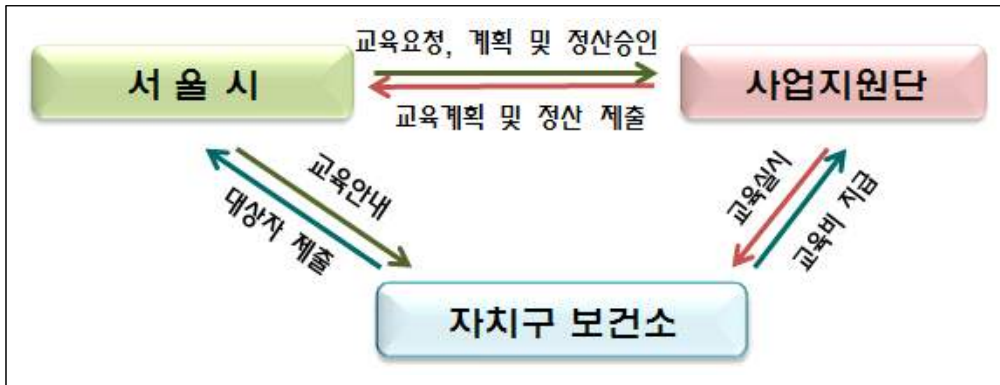 교육요청, 계획 및 정산승인
서 울 시
사업지원단
교육계획 및 정산 제출
교육안내
대상자 제출
교육실시
교육비 지급
자치구 보건소